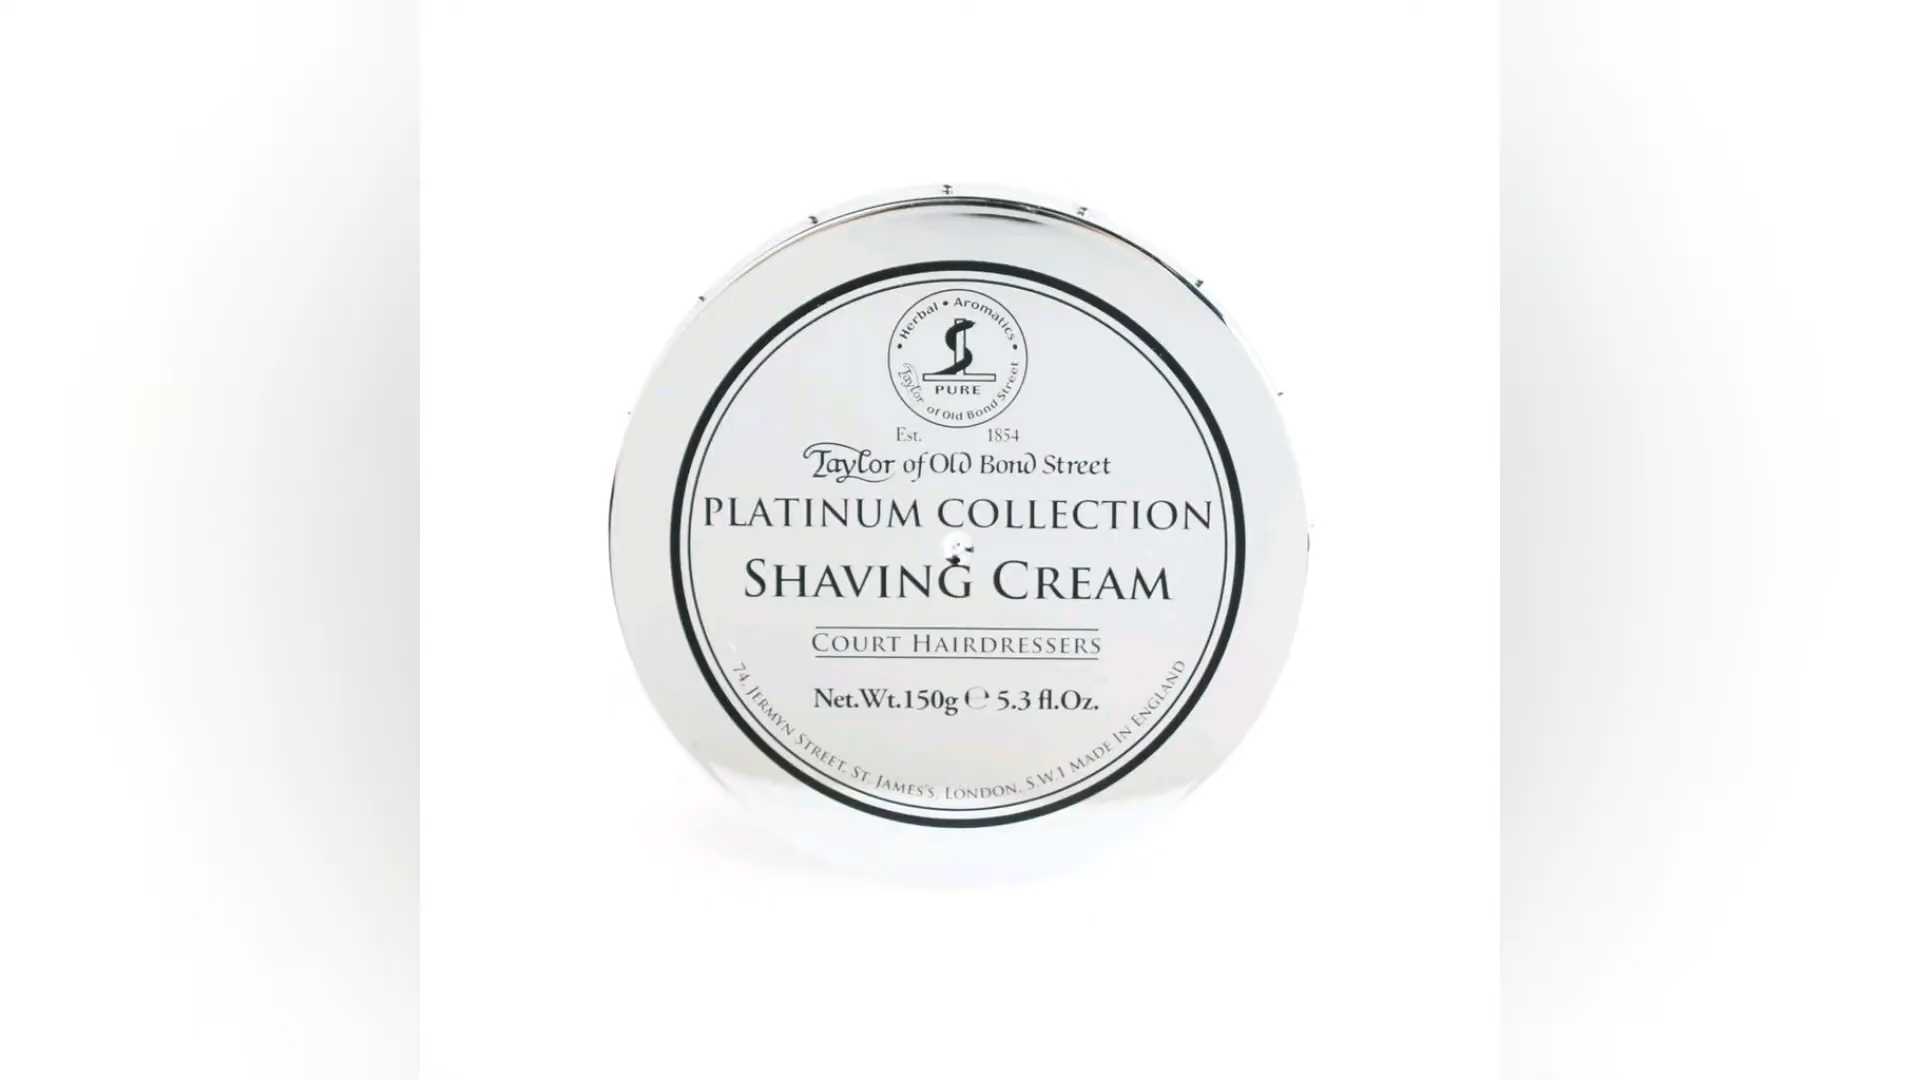 Herbal • Aromatics
PURE
Taylor of Old Bond Street
Est. 1854
Taylor of Old Bond Street
PLATINUM COLLECTION
SHAVING CREAM
COURT HAIRDRESSERS
Net.Wt.150g ℮ 5.3 fl.Oz.
74, JERMYN STREET, ST. JAMES'S, LONDON, S.W.1 MADE IN ENGLAND